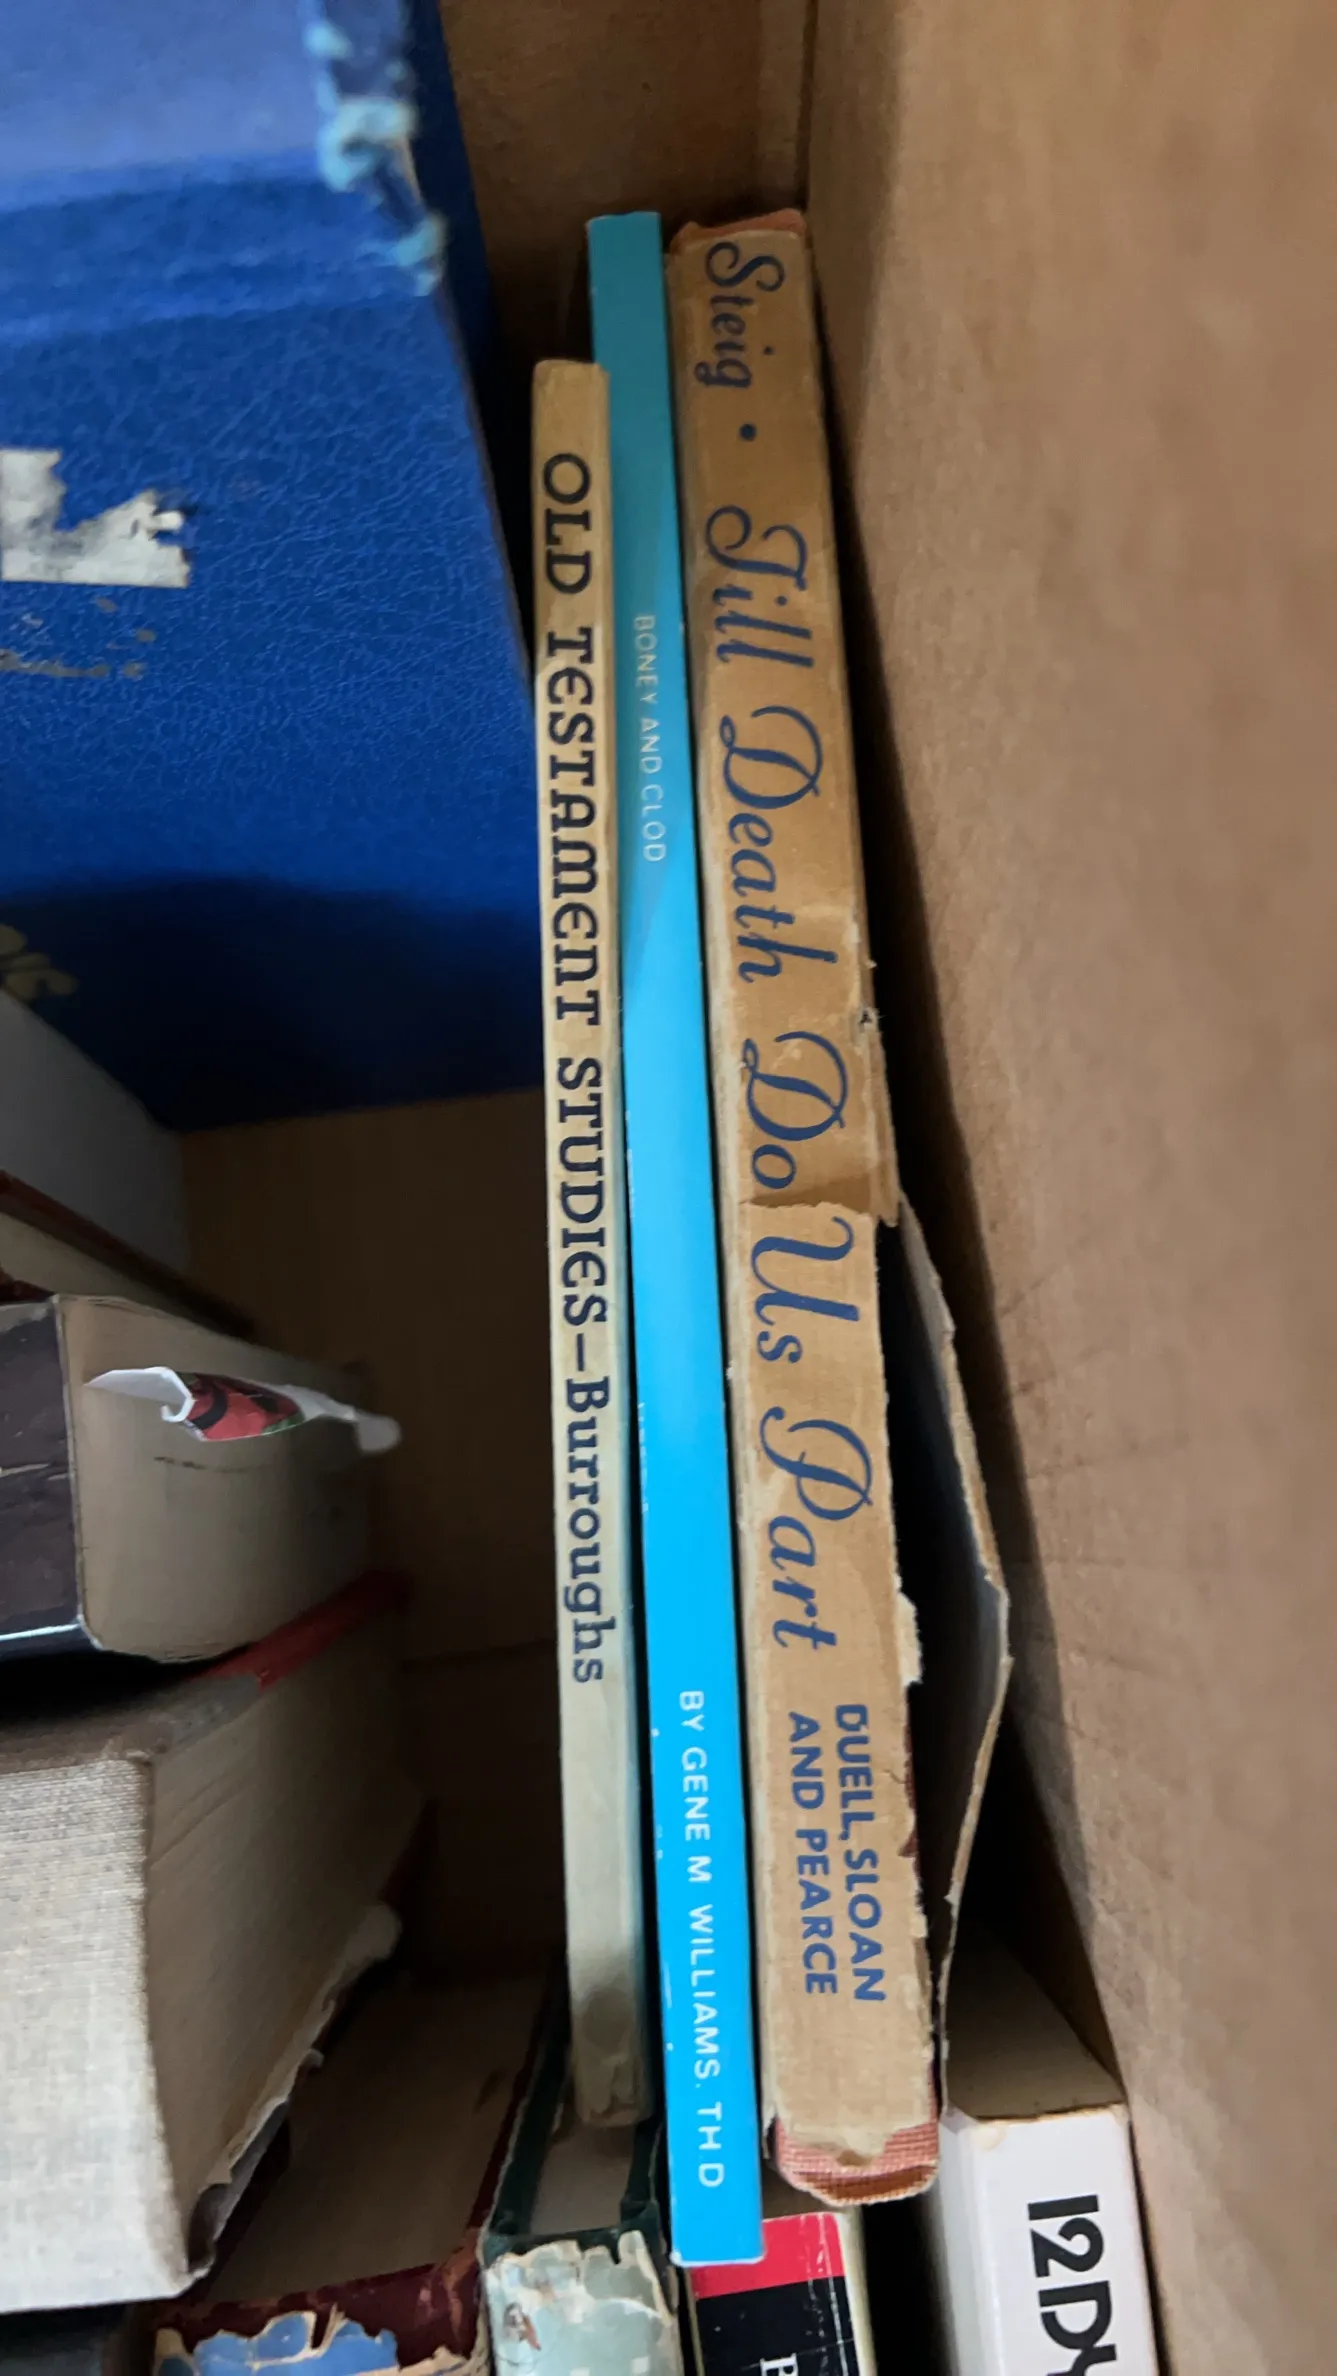 OLD TESTAMENT STUDIES—Burroughs
BONEY AND CLOD
BY GENE M WILLIAMS. TH D
Steig • Till Death Do Us Part
DUELL, SLOAN
AND PEARCE